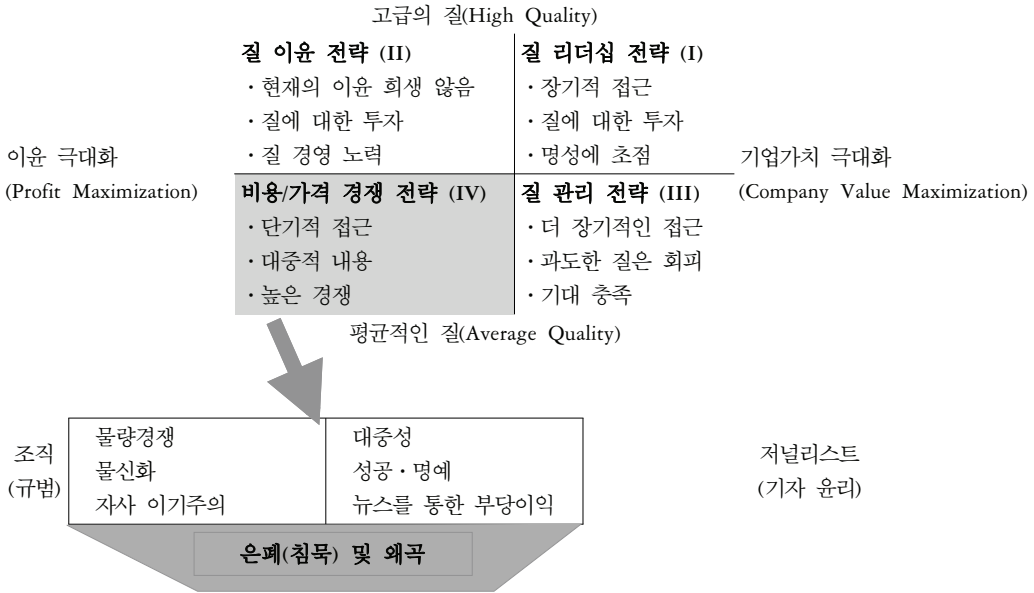 고급의 질(High Quality)
질 이윤 전략 (II)
·현재의 이윤 희생 않음
·질에 대한 투자
·질 경영 노력
질 리더십 전략 (I)
·장기적 접근
·질에 대한 투자
·명성에 초점
이윤 극대화
(Profit Maximization)
기업가치 극대화
(Company Value Maximization)
비용/가격 경쟁 전략 (IV)
·단기적 접근
·대중적 내용
·높은 경쟁
질 관리 전략 (III)
·더 장기적인 접근
·과도한 질은 회피
·기대 충족
평균적인 질(Average Quality)
조직
(규범)
물량경쟁
물신화
자사 이기주의
대중성
성공·명예
뉴스를 통한 부당이익
저널리스트
(기자 윤리)
은폐(침묵) 및 왜곡